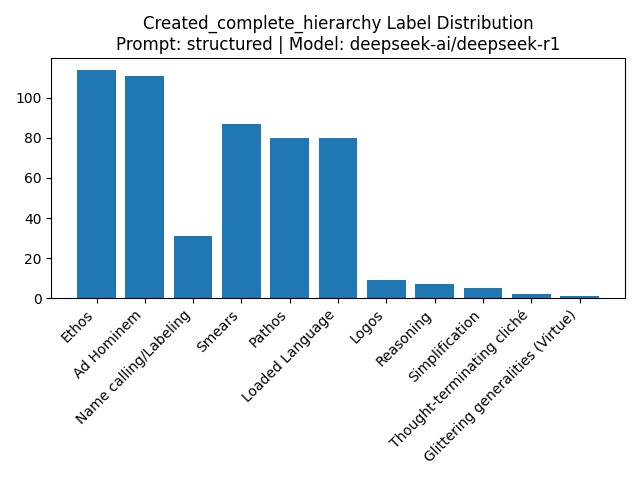 Created_complete_hierarchy Label Distribution
Prompt: structured | Model: deepseek-ai/deepseek-r1
100
80
60
40
20
0
Ethos
Ad Hominem
Name calling/Labeling
Smears
Pathos
Loaded Language
Logos
Reasoning
Simplification
Thought-terminating cliché
Glittering generalities (Virtue)